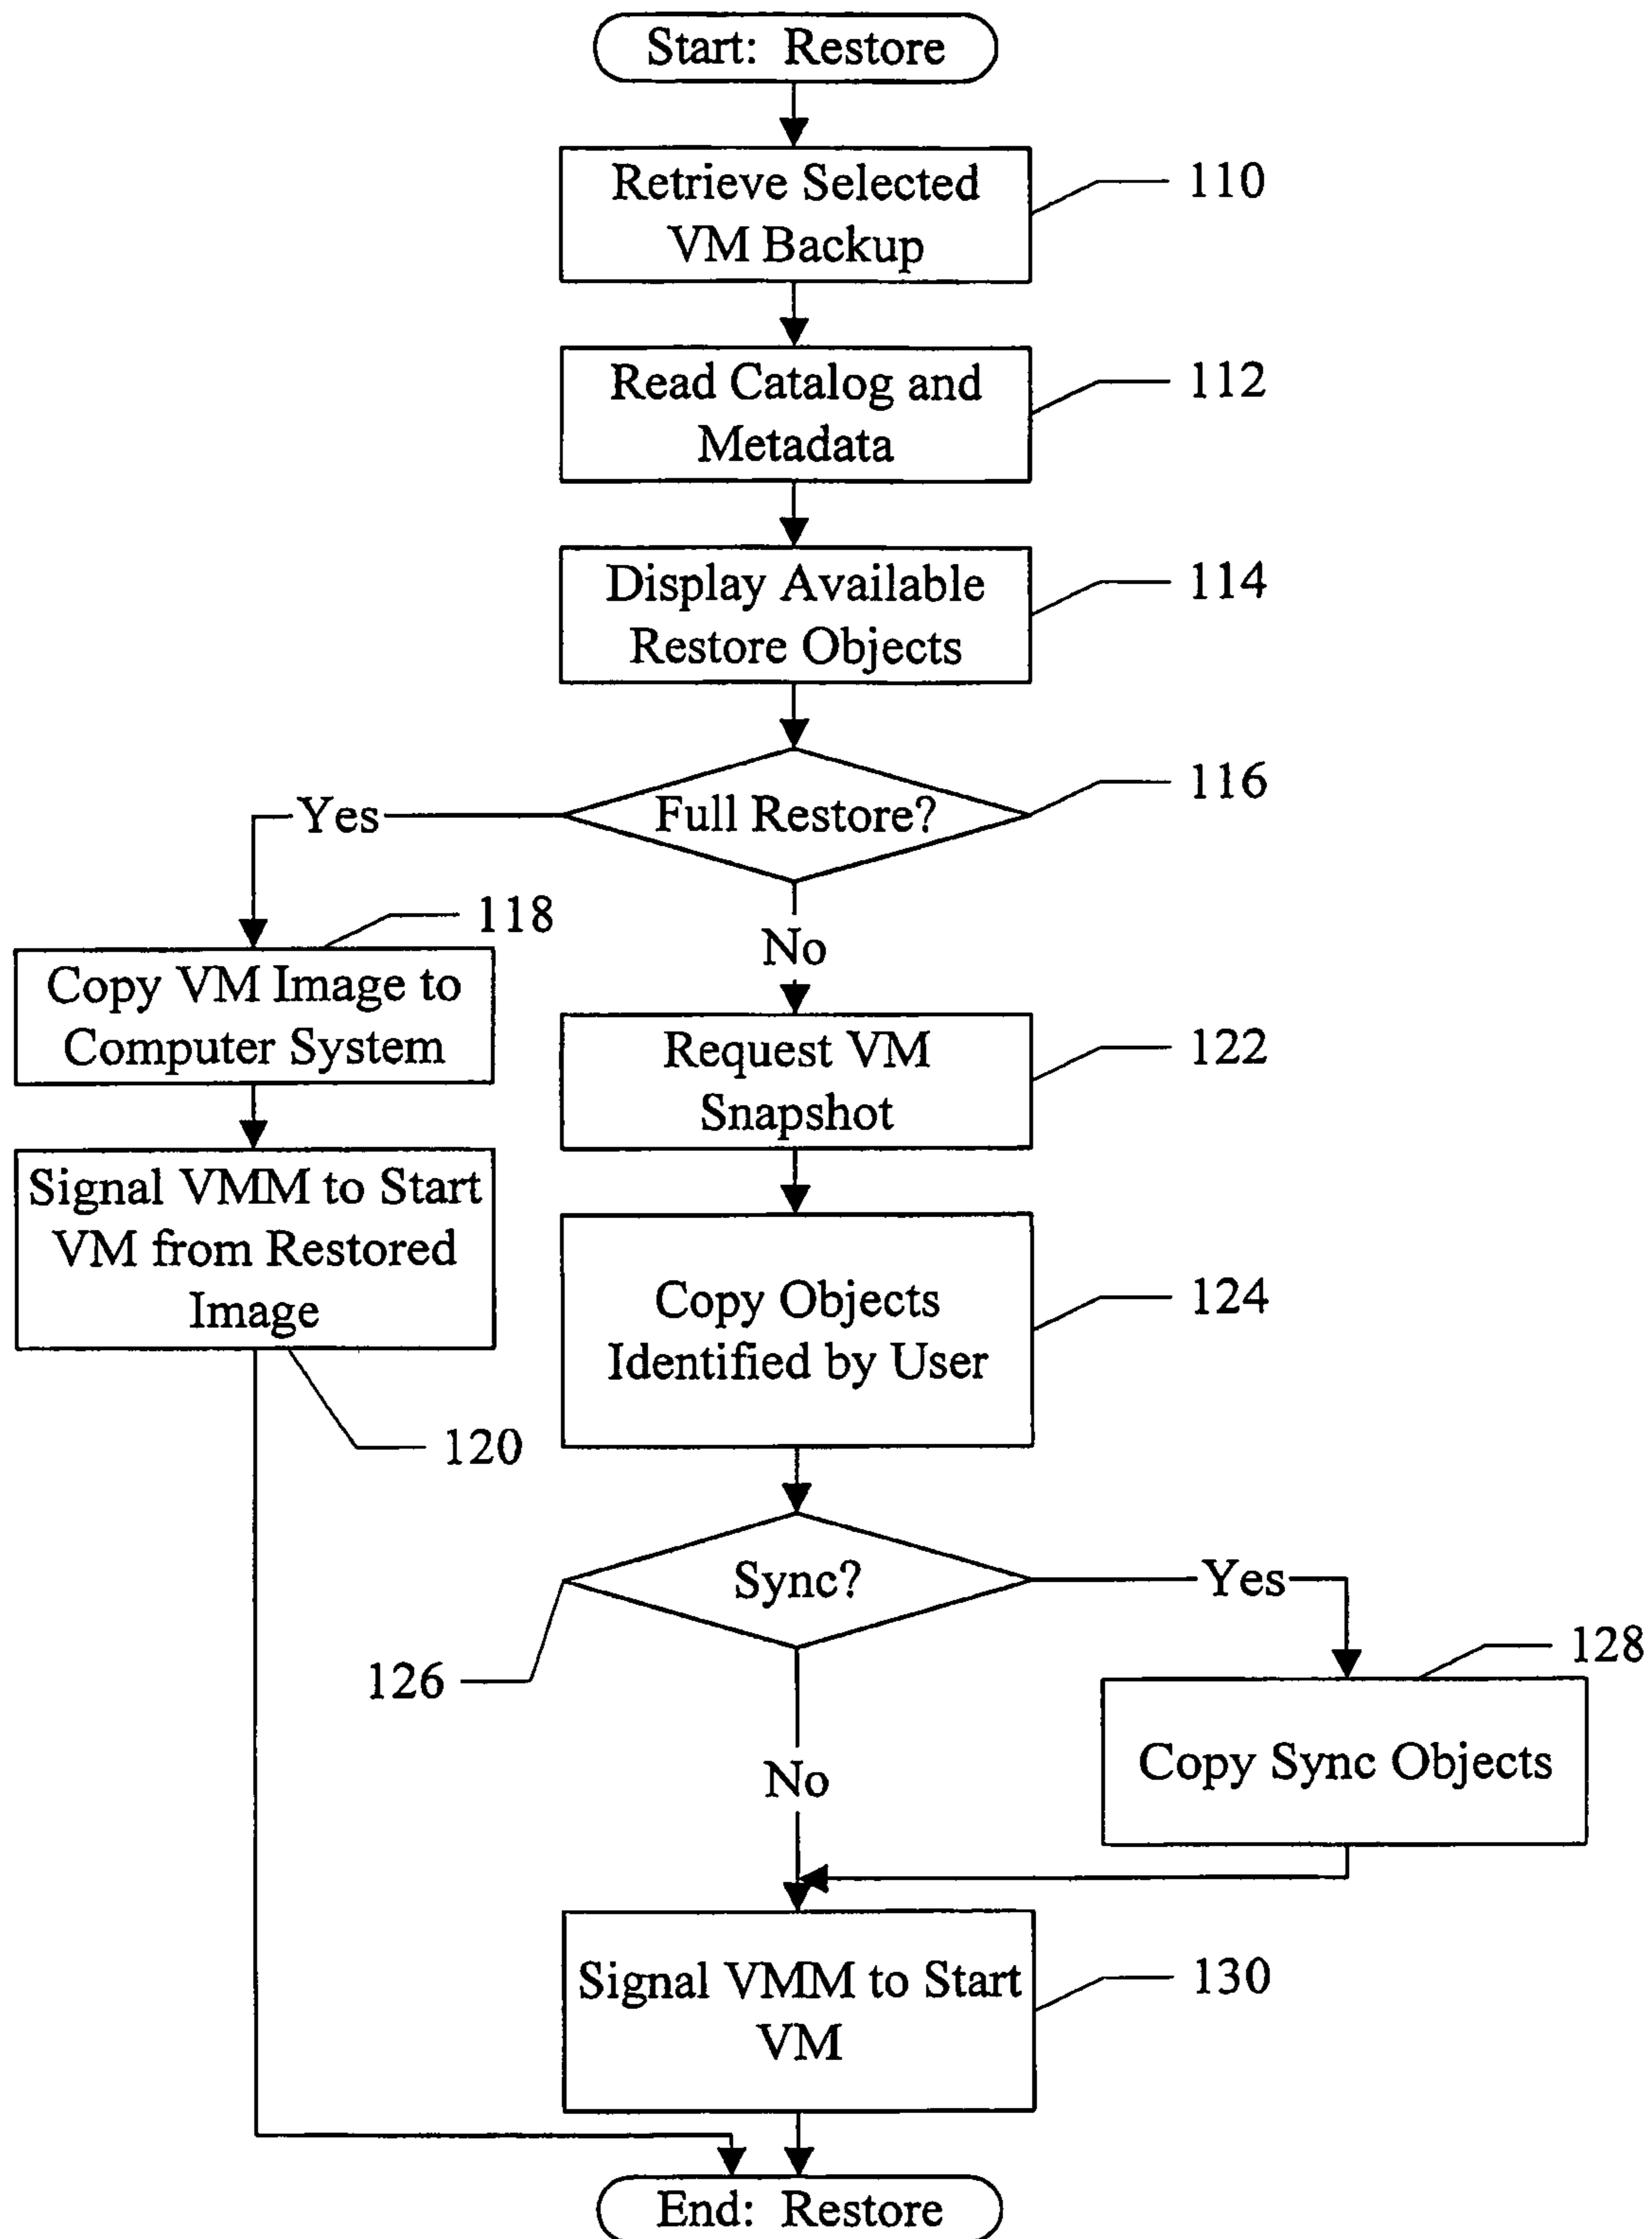 Start: Restore
Retrieve Selected
VM Backup
110
Read Catalog and
Metadata
112
Display Available
Restore Objects
114
Full Restore?
116
Yes
No
118
Copy VM Image to
Computer System
Request VM
Snapshot
122
Signal VMM to Start
VM from Restored
Image
120
Copy Objects
Identified by User
124
Sync?
126
Yes
No
128
Copy Sync Objects
Signal VMM to Start
VM
130
End: Restore